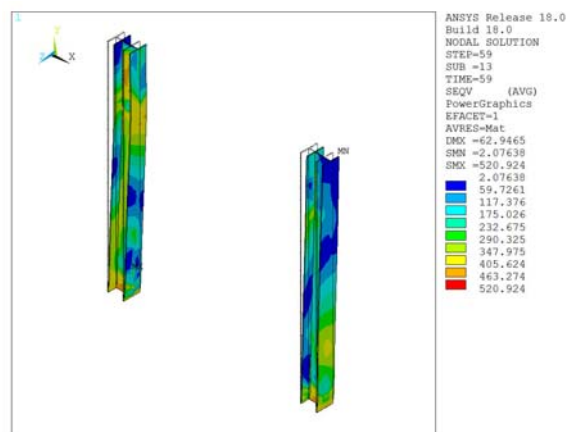 1
Y
Z
X
MN
ANSYS Release 18.0
Build 18.0
NODAL SOLUTION
STEP=59
SUB =13
TIME=59
SEQV (AVG)
PowerGraphics
EFACET=1
AVRES=Mat
DMX =62.9465
SMN =2.07638
SMX =520.924
2.07638
59.7261
117.376
175.026
232.675
290.325
347.975
405.624
463.274
520.924